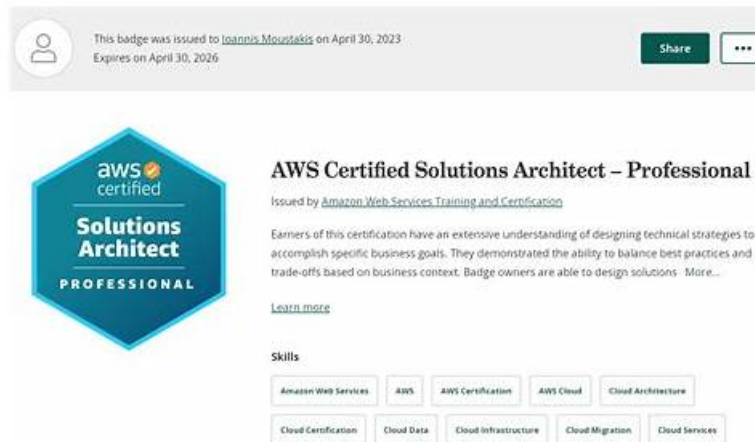 This badge was issued to Ioannis Moustakis on April 30, 2023
Expires on April 30, 2026
Share
•••
aws
certified
Solutions
Architect
PROFESSIONAL
AWS Certified Solutions Architect – Professional
Issued by Amazon Web Services Training and Certification
Earners of this certification have an extensive understanding of designing technical strategies to
accomplish specific business goals. They demonstrated the ability to balance best practices and
trade-offs based on business context. Badge owners are able to design solutions More...
Learn more
Skills
Amazon Web Services AWS AWS Certification AWS Cloud Cloud Architecture
Cloud Certification Cloud Data Cloud Infrastructure Cloud Migration Cloud Services